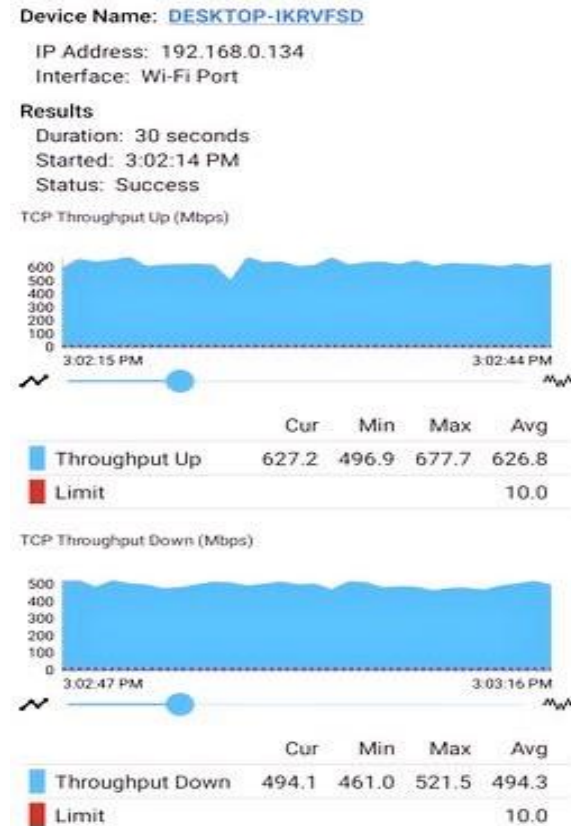 Device Name: DESKTOP-IKRVFSD
IP Address: 192.168.0.134
Interface: Wi-Fi Port
Results
Duration: 30 seconds
Started: 3:02:14 PM
Status: Success
TCP Throughput Up (Mbps)
600
500
400
300
200
100
0
3:02:15 PM 3:02:44 PM
Cur Min Max Avg
Throughput Up 627.2 496.9 677.7 626.8
Limit 10.0
TCP Throughput Down (Mbps)
500
400
300
200
100
0
3:02:47 PM 3:03:16 PM
Cur Min Max Avg
Throughput Down 494.1 461.0 521.5 494.3
Limit 10.0